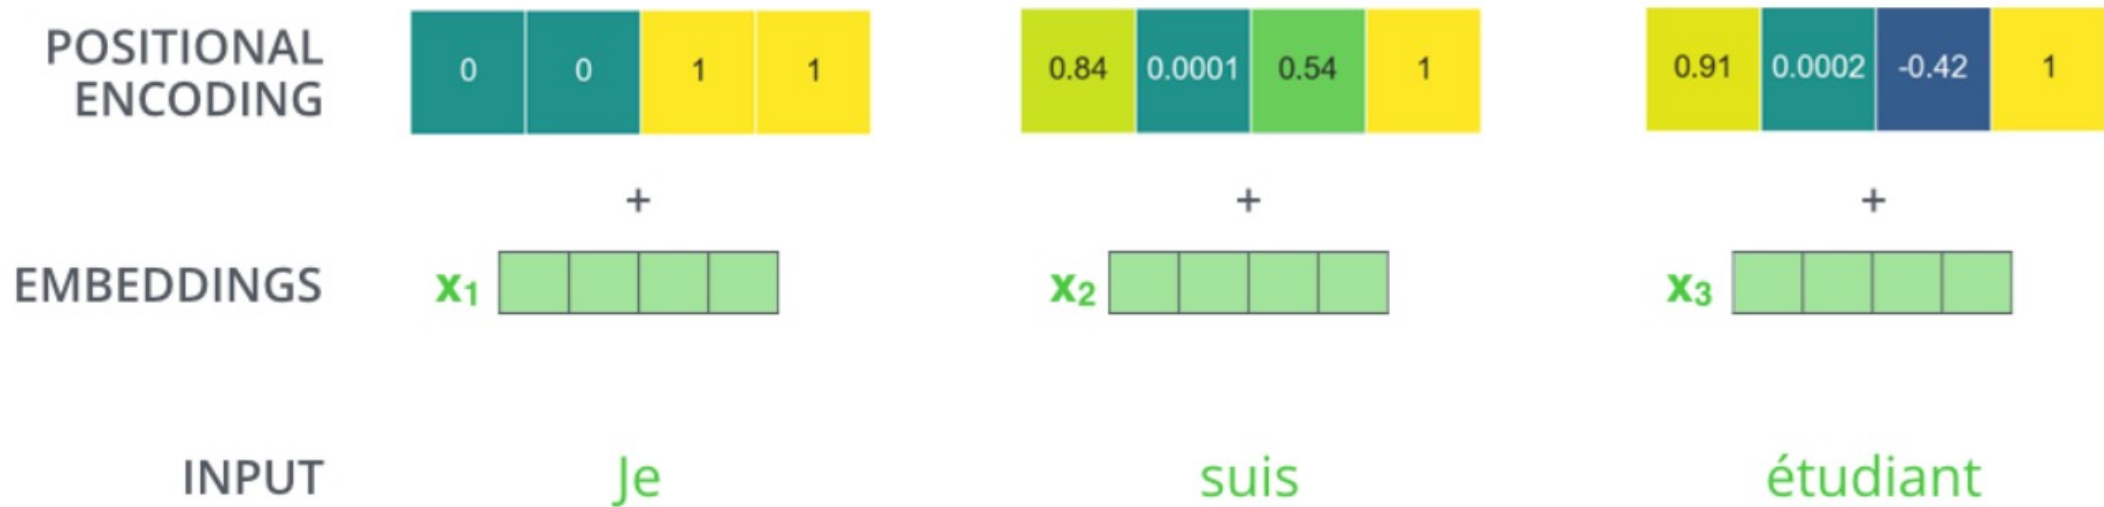 POSITIONAL
ENCODING
0 0 1 1
0.84 0.0001 0.54 1
0.91 0.0002 -0.42 1
+ + +
EMBEDDINGS
x1 x2 x3
INPUT
Je suis étudiant